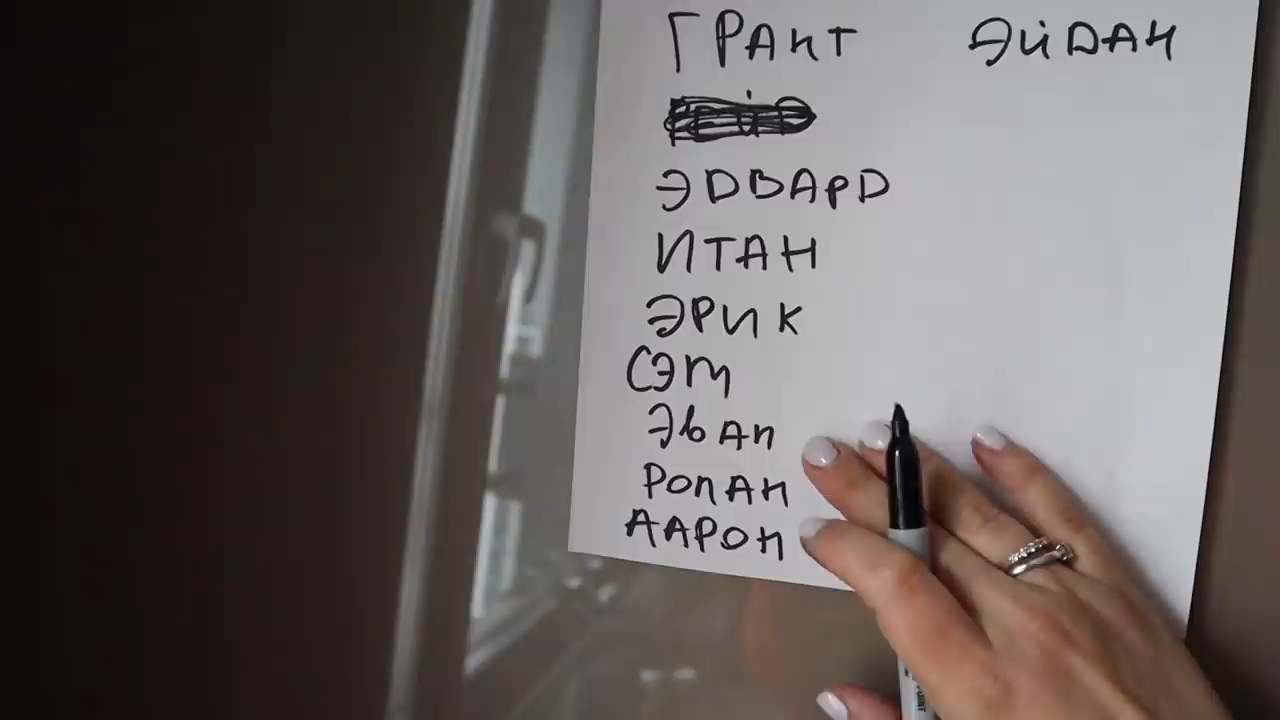 ГРАНТ ЭЙДАН
ЭДВАРД
ИТАН
ЭРИК
СЭМ
Эван
РОНАН
ААРОН